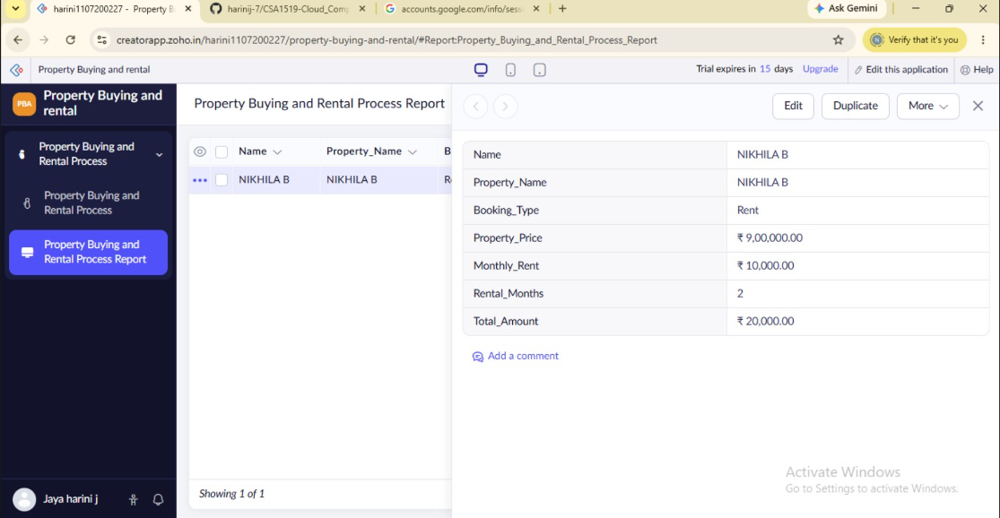 harini1107200227 - Property B
harinij-7/CSA1519-Cloud_Comp
accounts.google.com/info/sessi
Ask Gemini
creatorapp.zoho.in/harini1107200227/property-buying-and-rental/#Report:Property_Buying_and_Rental_Process_Report
Verify that it's you
Property Buying and rental
Trial expires in 15 days Upgrade
Edit this application
Help
PBA
Property Buying and
rental
Property Buying and
Rental Process
Property Buying and
Rental Process
Property Buying and
Rental Process Report
Jaya harini j
Property Buying and Rental Process Report
Name Property_Name B
NIKHILA B NIKHILA B R
Showing 1 of 1
Edit Duplicate More
Name NIKHILA B
Property_Name NIKHILA B
Booking_Type Rent
Property_Price ₹ 9,00,000.00
Monthly_Rent ₹ 10,000.00
Rental_Months 2
Total_Amount ₹ 20,000.00
Add a comment
Activate Windows
Go to Settings to activate Windows.